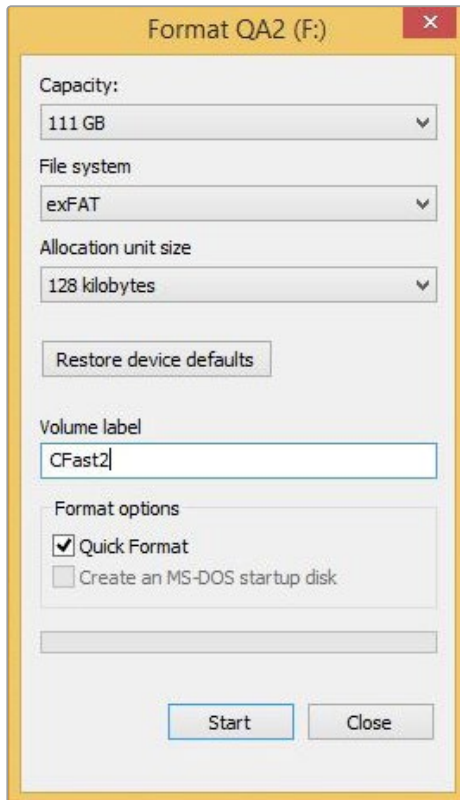 Format QA2 (F:)
Capacity:
111 GB
File system
exFAT
Allocation unit size
128 kilobytes
Restore device defaults
Volume label
CFast2
Format options
Quick Format
Create an MS-DOS startup disk
Start Close